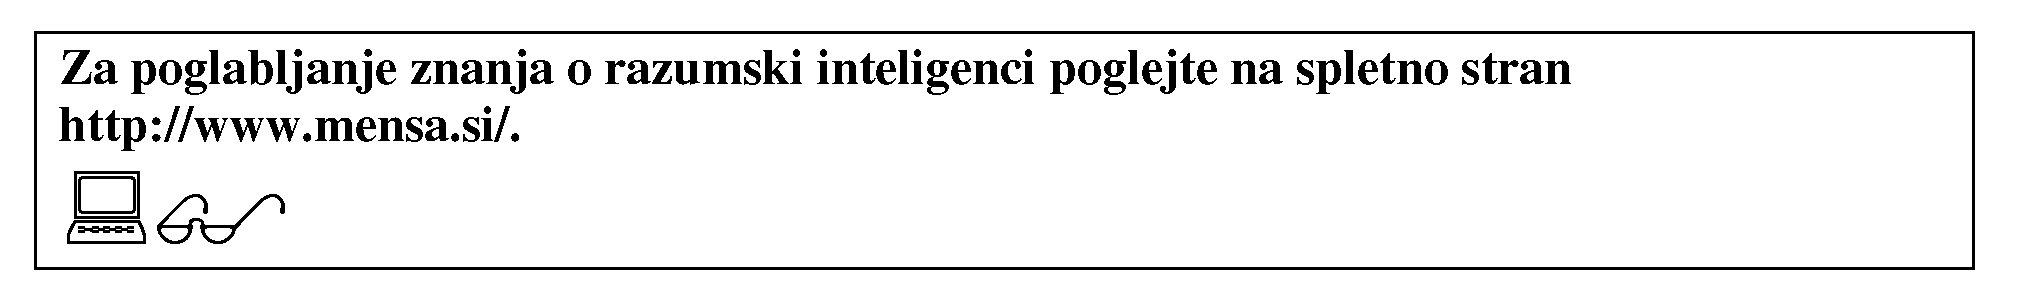 Za poglabljanje znanja o razumski inteligenci poglejte na spletno stran
http://www.mensa.si/.